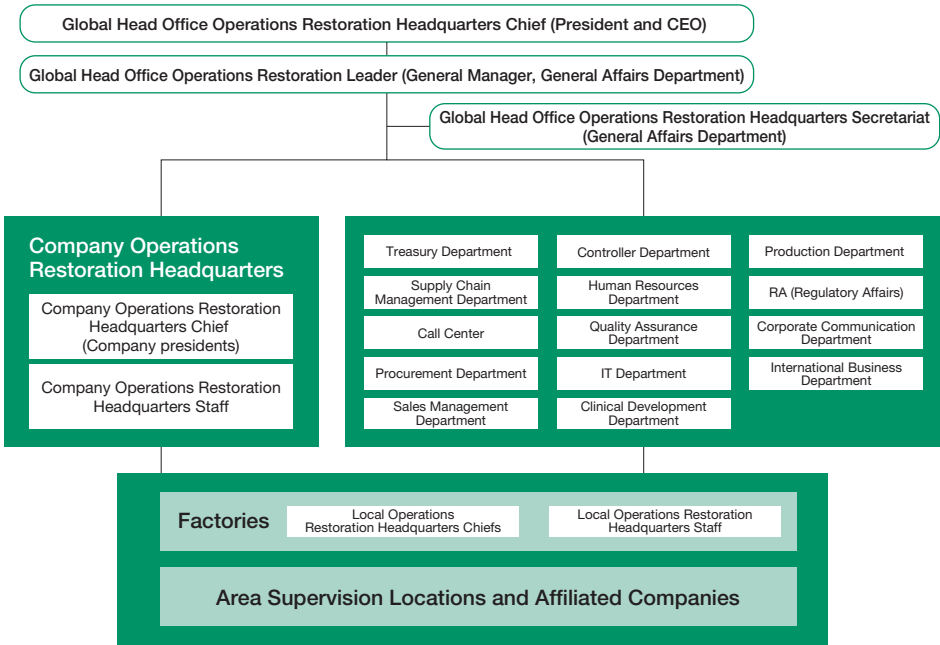 Global Head Office Operations Restoration Headquarters Chief (President and CEO)
Global Head Office Operations Restoration Leader (General Manager, General Affairs Department)
Global Head Office Operations Restoration Headquarters Secretariat
(General Affairs Department)
Company Operations
Restoration Headquarters
Company Operations Restoration
Headquarters Chief
(Company presidents)
Company Operations Restoration
Headquarters Staff
Treasury Department
Controller Department
Production Department
Supply Chain
Management Department
Human Resources
Department
RA (Regulatory Affairs)
Call Center
Quality Assurance
Department
Corporate Communication
Department
Procurement Department
IT Department
International Business
Department
Sales Management
Department
Clinical Development
Department
Factories
Local Operations
Restoration Headquarters Chiefs
Local Operations Restoration
Headquarters Staff
Area Supervision Locations and Affiliated Companies